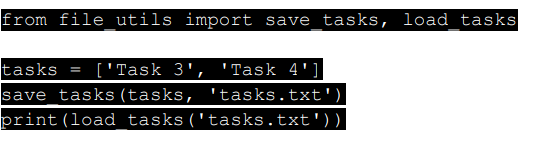 from file_utils import save_tasks, load_tasks
tasks = ['Task 3', 'Task 4']
save_tasks(tasks, 'tasks.txt')
print(load_tasks('tasks.txt'))